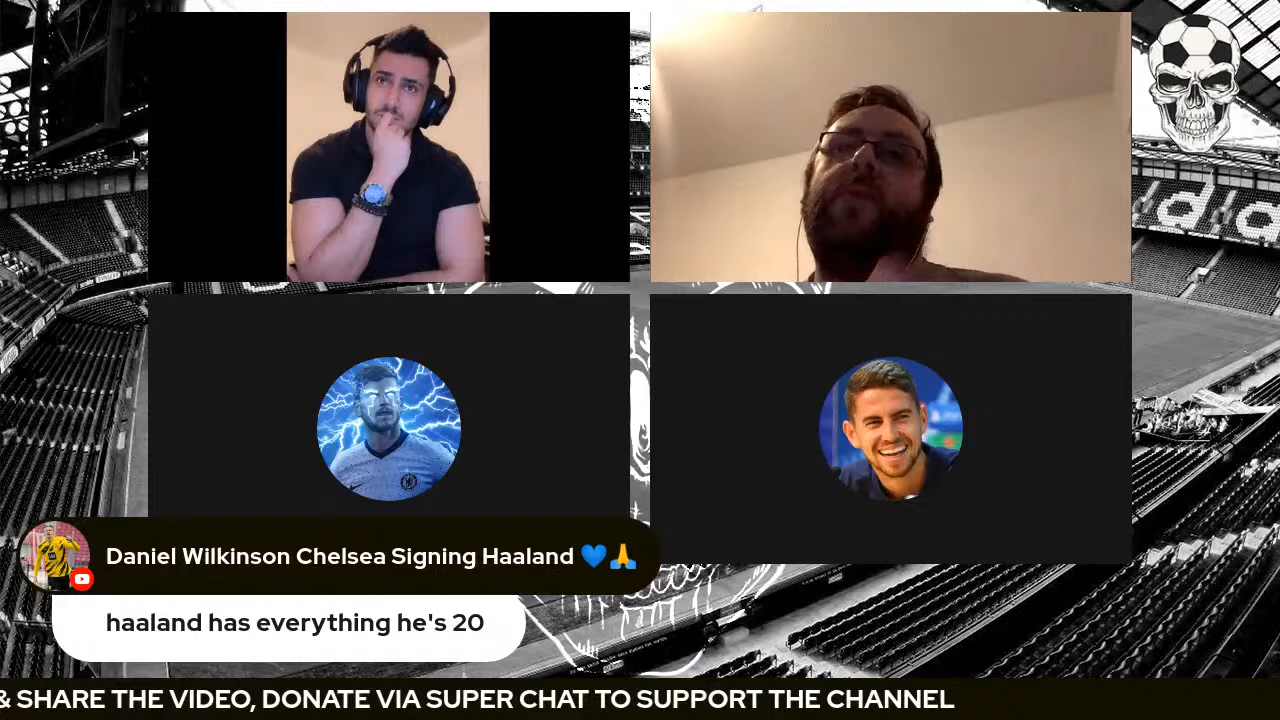 da
Daniel Wilkinson Chelsea Signing Haaland 💙🙏
haaland has everything he's 20
& SHARE THE VIDEO, DONATE VIA SUPER CHAT TO SUPPORT THE CHANNEL